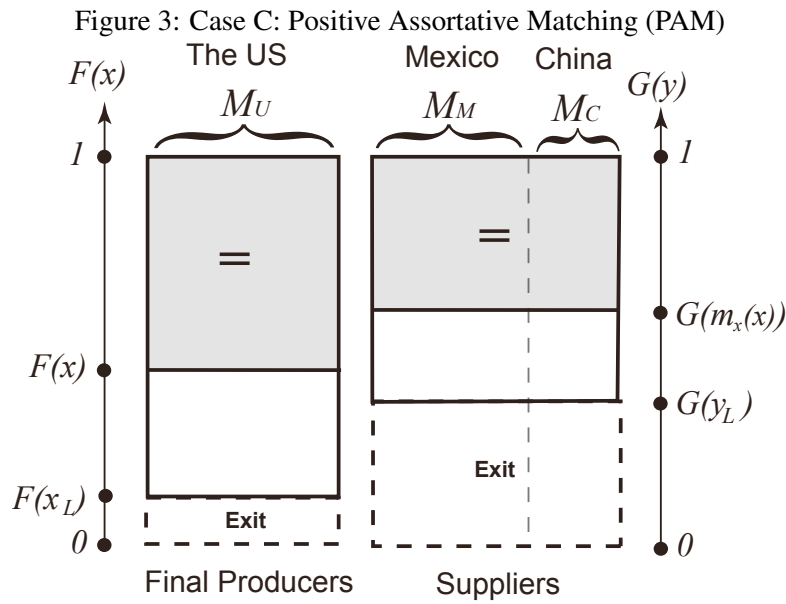 Figure 3: Case C: Positive Assortative Matching (PAM)
The US Mexico China
F(x) M_U M_M M_C G(y)
1 1
= =
G(m_x(x))
F(x)
G(y_L)
Exit
F(x_L)
Exit
0 0
Final Producers Suppliers